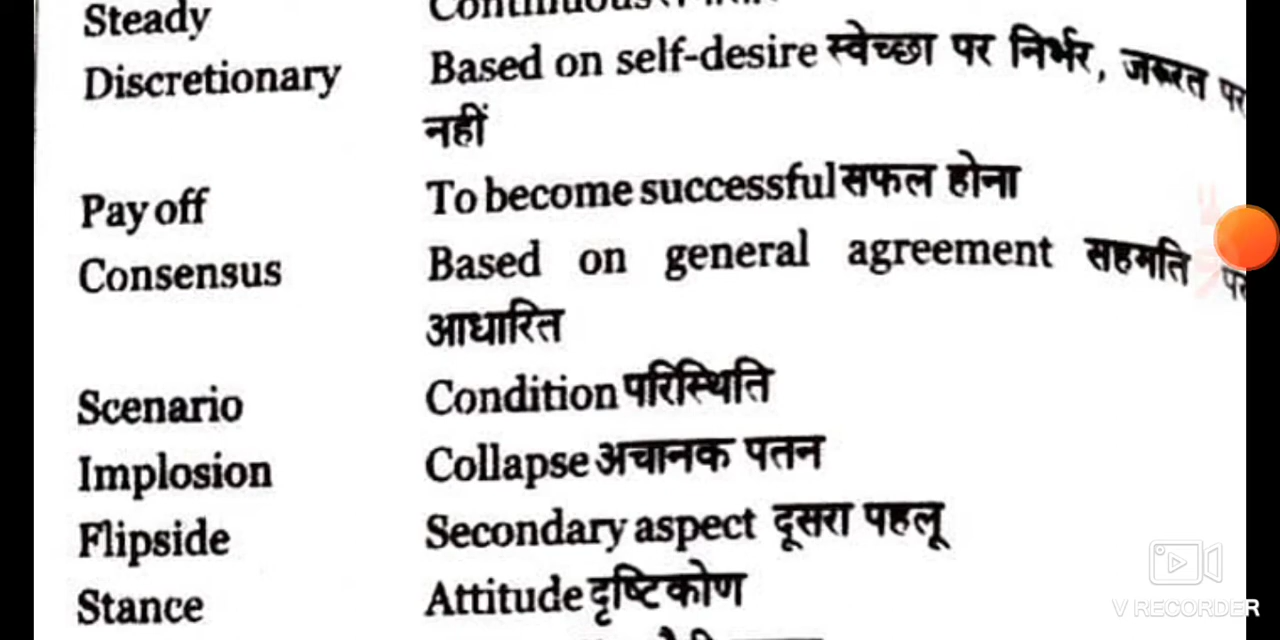 Steady Continuous
Discretionary Based on self-desire स्वेच्छा पर निर्भर, जरूरत पर
नहीं
Pay off To become successful सफल होना
Consensus Based on general agreement सहमति पर
आधारित
Scenario Condition परिस्थिति
Implosion Collapse अचानक पतन
Flipside Secondary aspect दूसरा पहलू
Stance Attitude दृष्टिकोण
V RECORDER